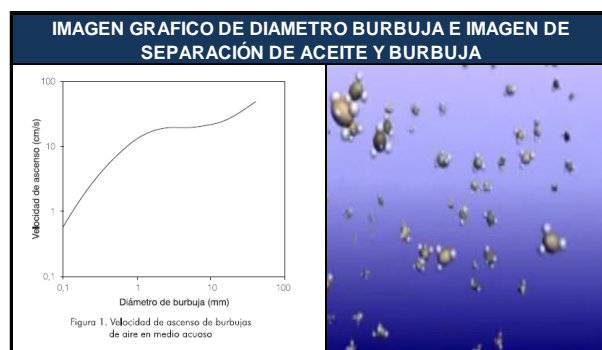 IMAGEN GRAFICO DE DIAMETRO BURBUJA E IMAGEN DE
SEPARACIÓN DE ACEITE Y BURBUJA
Velocidad de ascenso (cm/s)
100
10
1
0,1
0,1 1 10 100
Diámetro de burbuja (mm)
Figura 1. Velocidad de ascenso de burbujas
de aire en medio acuoso